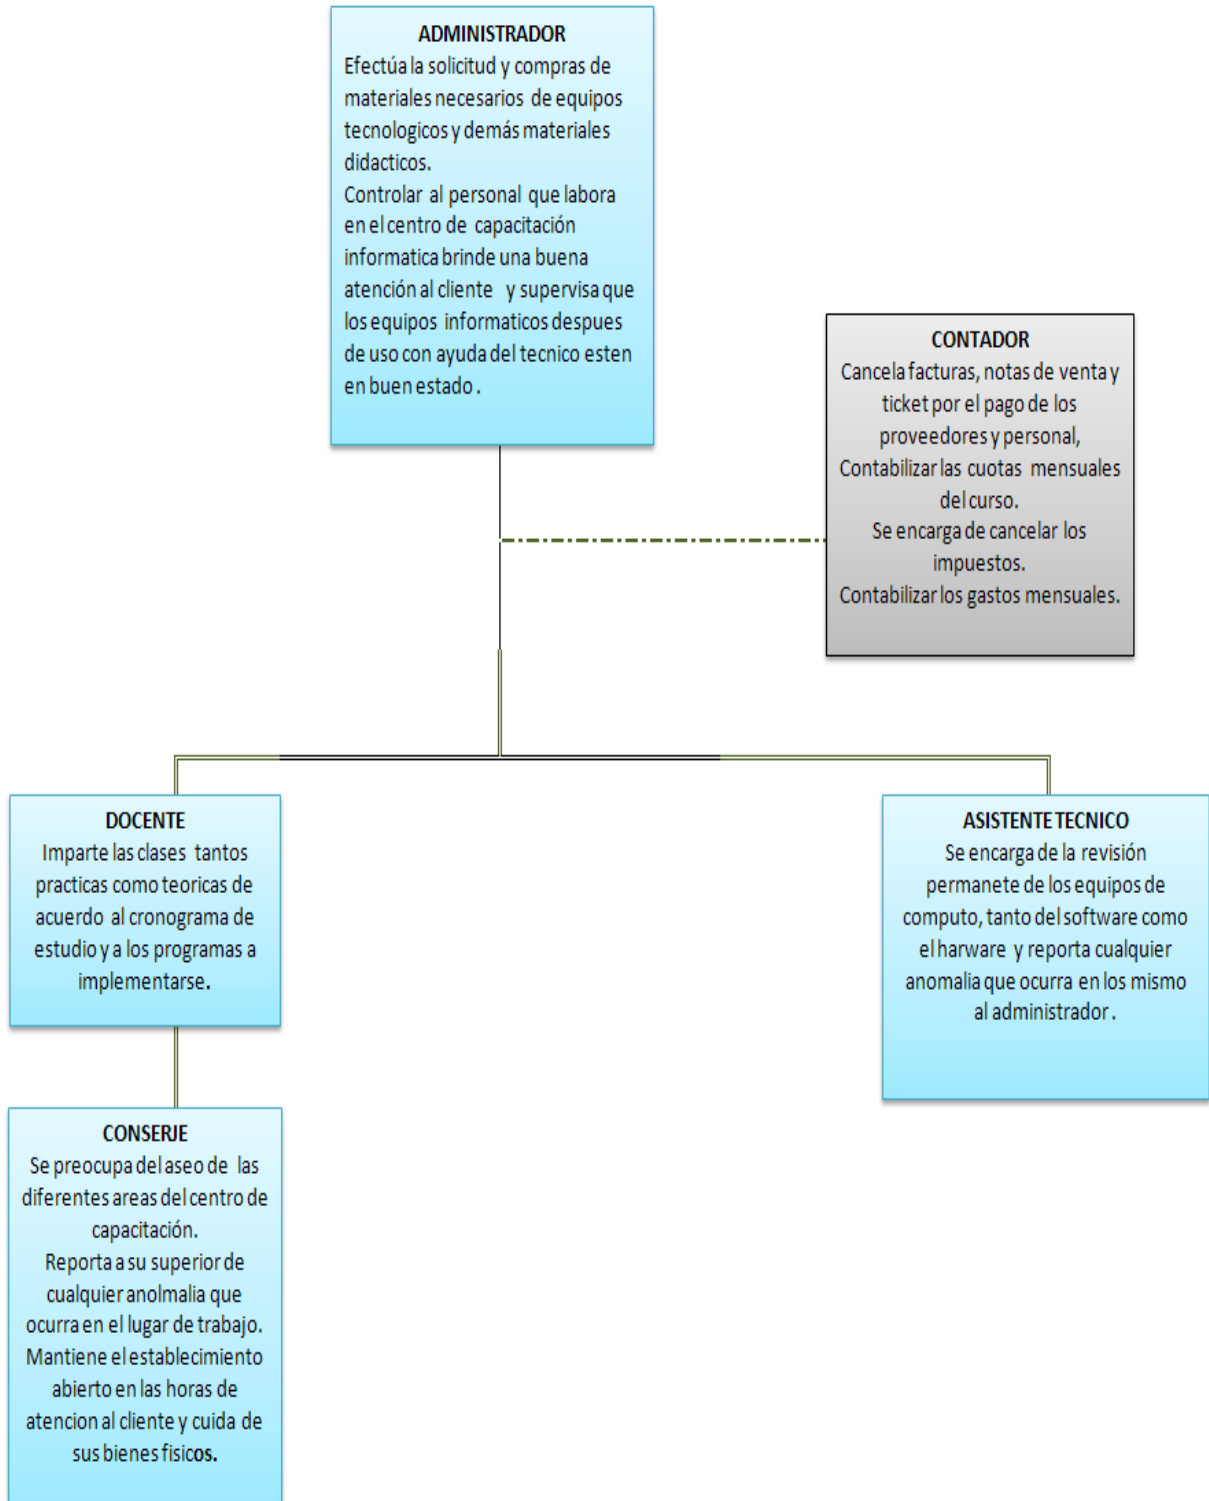 ADMINISTRADOR
Efectúa la solicitud y compras de
materiales necesarios de equipos
tecnologicos y demás materiales
didacticos.
Controlar al personal que labora
en el centro de capacitación
informatica brinde una buena
atención al cliente y supervisa que
los equipos informaticos despues
de uso con ayuda del tecnico esten
en buen estado .
CONTADOR
Cancela facturas, notas de venta y
ticket por el pago de los
proveedores y personal,
Contabilizar las cuotas mensuales
del curso.
Se encarga de cancelar los
impuestos.
Contabilizar los gastos mensuales.
DOCENTE
Imparte las clases tantos
practicas como teoricas de
acuerdo al cronograma de
estudio y a los programas a
implementarse.
ASISTENTE TECNICO
Se encarga de la revisión
permanete de los equipos de
computo, tanto del software como
el harware y reporta cualquier
anomalia que ocurra en los mismo
al administrador .
CONSERJE
Se preocupa del aseo de las
diferentes areas del centro de
capacitación.
Reporta a su superior de
cualquier anolmalia que
ocurra en el lugar de trabajo.
Mantiene el establecimiento
abierto en las horas de
atencion al cliente y cuida de
sus bienes fisicos.